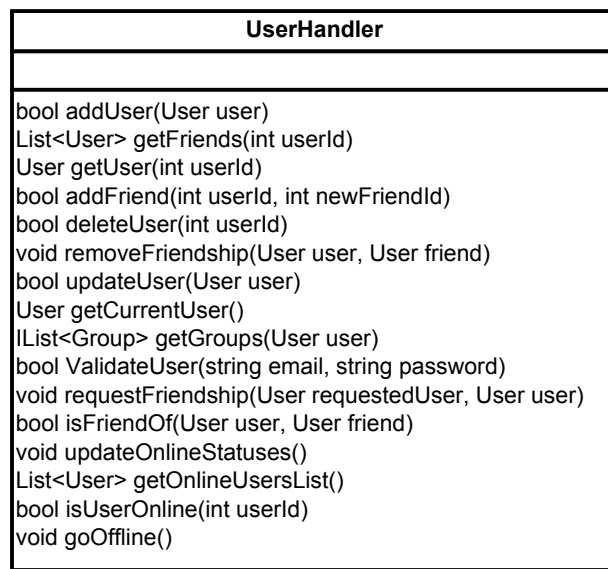 UserHandler
bool addUser(User user)
List<User> getFriends(int userId)
User getUser(int userId)
bool addFriend(int userId, int newFriendId)
bool deleteUser(int userId)
void removeFriendship(User user, User friend)
bool updateUser(User user)
User getCurrentUser()
IList<Group> getGroups(User user)
bool ValidateUser(string email, string password)
void requestFriendship(User requestedUser, User user)
bool isFriendOf(User user, User friend)
void updateOnlineStatuses()
List<User> getOnlineUsersList()
bool isUserOnline(int userId)
void goOffline()